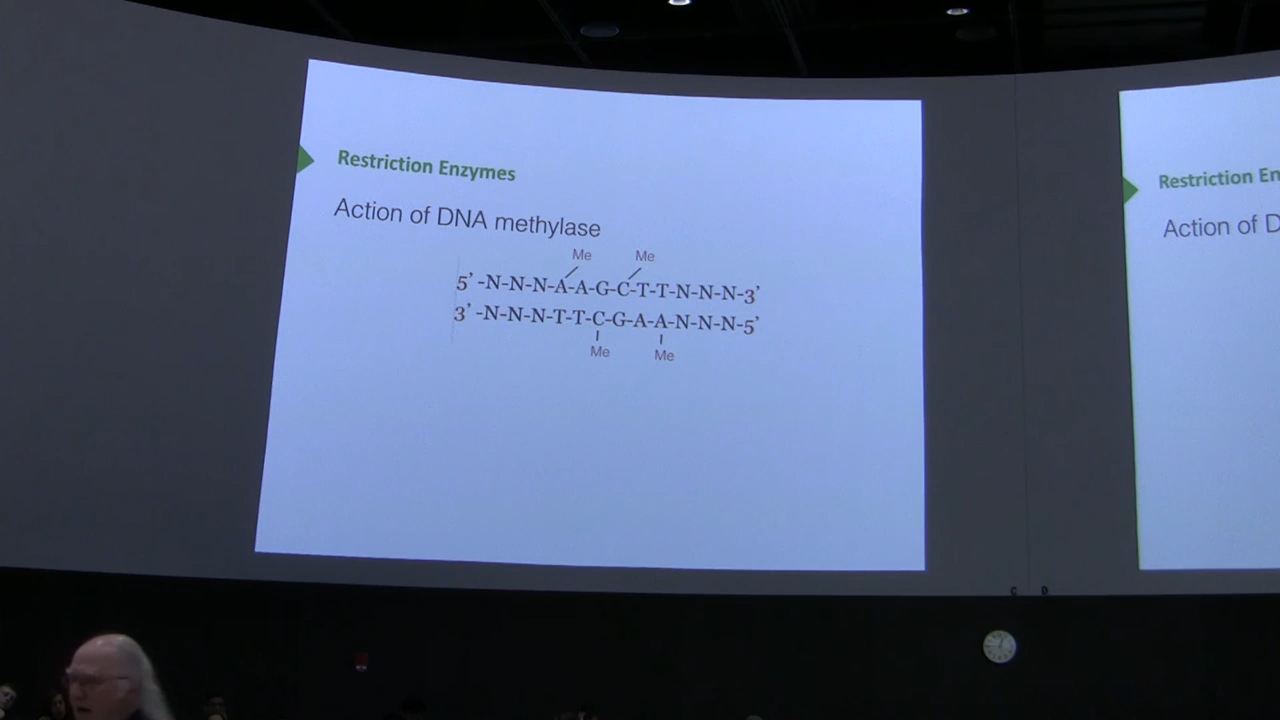 Restriction Enzymes
Action of DNA methylase
Me Me
5’ -N-N-N-A-A-G-C-T-T-N-N-N-3’
3’ -N-N-N-T-T-C-G-A-A-N-N-N-5’
Me Me
Restriction En
Action of D
C D